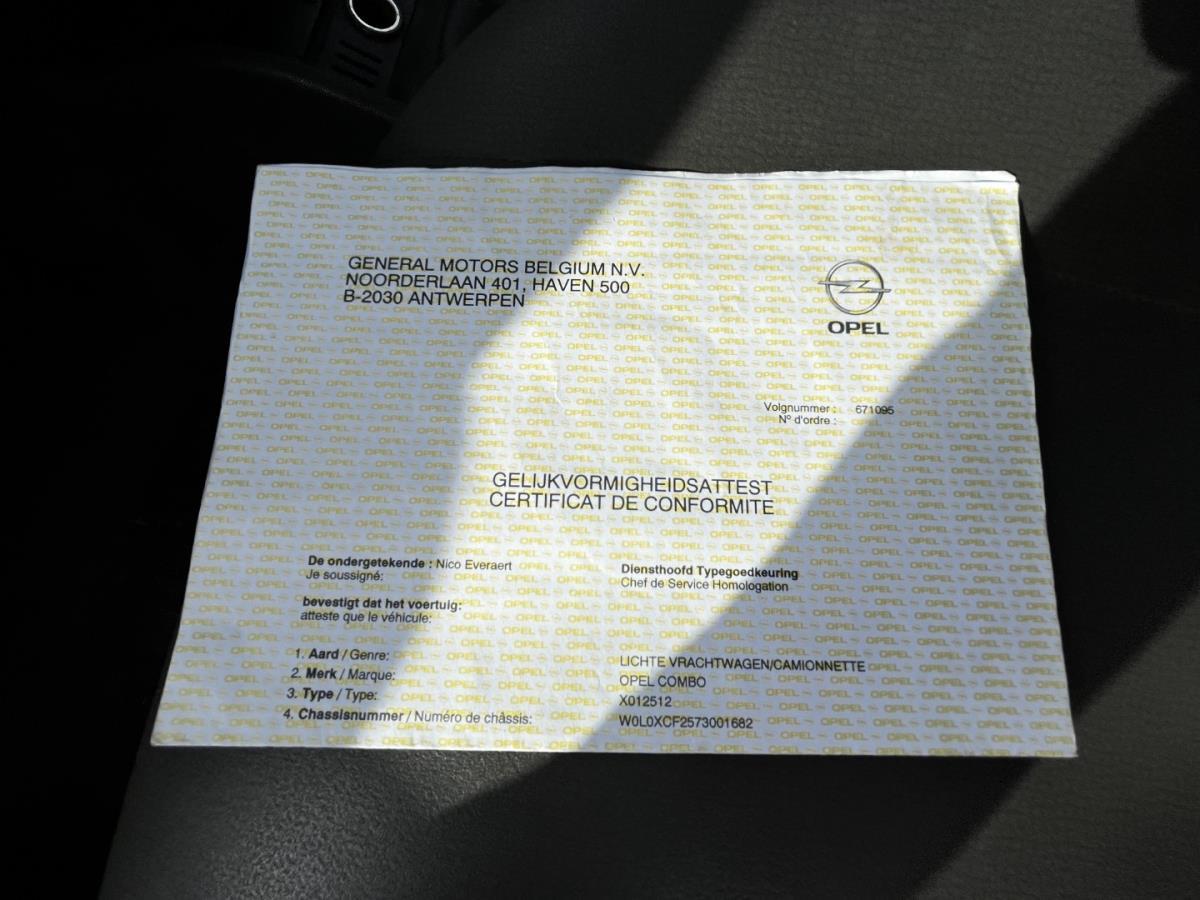 GENERAL MOTORS BELGIUM N.V.
NOORDERLAAN 401, HAVEN 500
B-2030 ANTWERPEN
OPEL
Volgnummer : 671095
Nº d'ordre :
GELIJKVORMIGHEIDSATTEST
CERTIFICAT DE CONFORMITE
De ondergetekende : Nico Everaert
Je soussigné:
Diensthoofd Typegoedkeuring
Chef de Service Homologation
bevestigt dat het voertuig:
atteste que le véhicule:
1. Aard / Genre: LICHTE VRACHTWAGEN/CAMIONNETTE
2. Merk / Marque: OPEL COMBO
3. Type / Type: X012512
4. Chassisnummer / Numéro de châssis: W0L0XCF2573001682